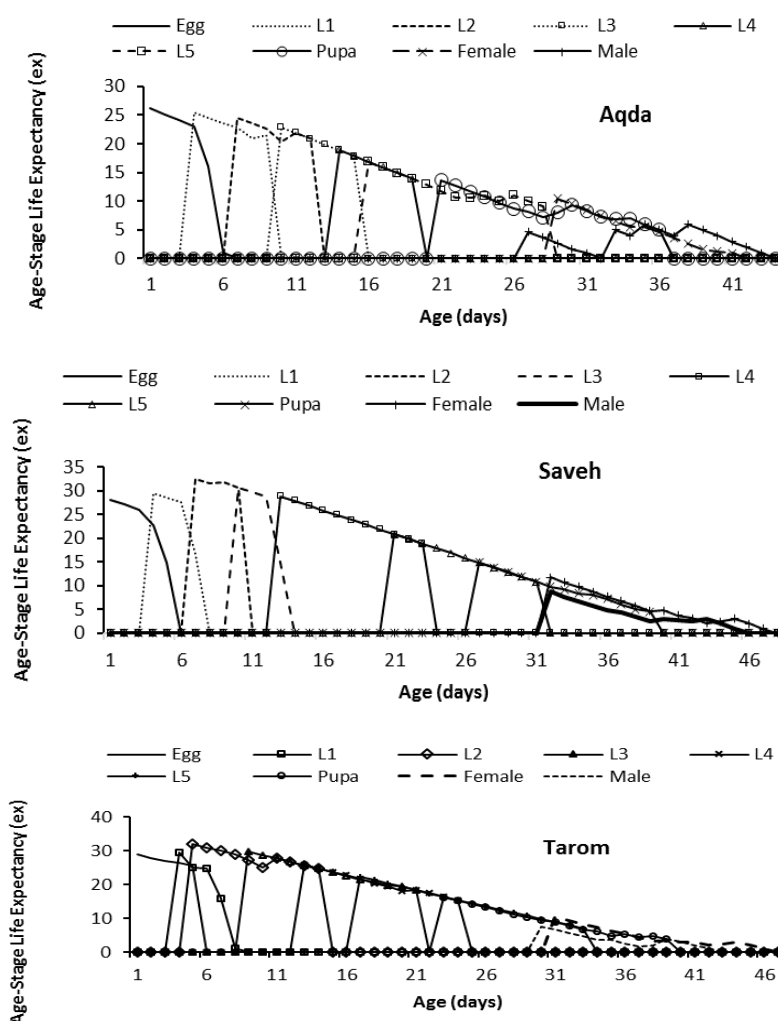 Egg L1 L2 L3 L4
L5 Pupa Female Male
Aqda
Age-Stage Life Expectancy (ex)
30
25
20
15
10
5
0
1 6 11 16 21 26 31 36 41
Age (days)
Egg L1 L2 L3 L4
L5 Pupa Female Male
Saveh
Age-Stage Life Expectancy (ex)
35
30
25
20
15
10
5
0
1 6 11 16 21 26 31 36 41 46
Age (days)
Egg L1 L2 L3 L4
L5 Pupa Female Male
Tarom
Age-Stage Life Expectancy (ex)
40
30
20
10
0
1 6 11 16 21 26 31 36 41 46
Age (days)